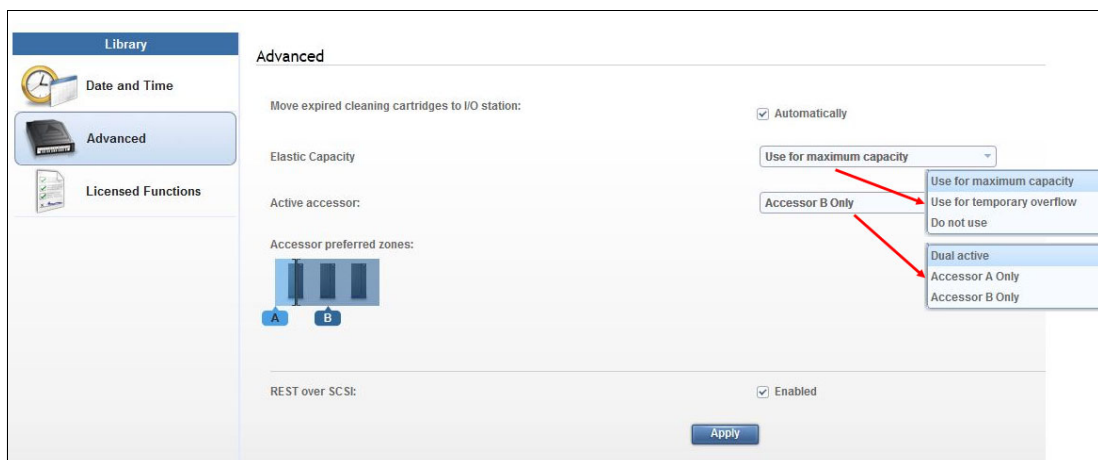 Library
Date and Time
Advanced
Licensed Functions
Advanced
Move expired cleaning cartridges to I/O station:
Automatically
Elastic Capacity
Use for maximum capacity
Use for maximum capacity
Use for temporary overflow
Do not use
Active accessor:
Accessor B Only
Dual active
Accessor A Only
Accessor B Only
Accessor preferred zones:
A
B
REST over SCSI:
Enabled
Apply